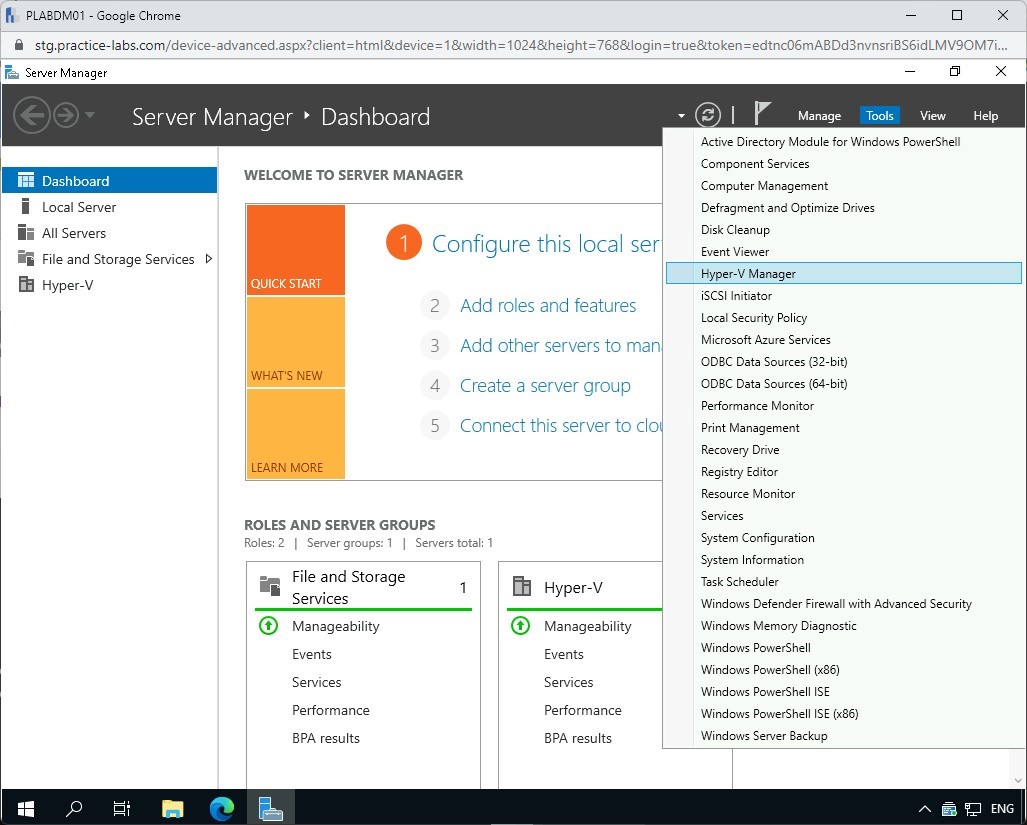 PLABDM01 - Google Chrome
stg.practice-labs.com/device-advanced.aspx?client=html&device=1&width=1024&height=768&login=true&token=edtnc06mABDd3nvnsriBS6idLMV9OM7i...
Server Manager
Server Manager ‣ Dashboard
Manage Tools View Help
Dashboard
Local Server
All Servers
File and Storage Services
Hyper-V
WELCOME TO SERVER MANAGER
QUICK START
WHAT'S NEW
LEARN MORE
1 Configure this local ser
2 Add roles and features
3 Add other servers to mana
4 Create a server group
5 Connect this server to clou
ROLES AND SERVER GROUPS
Roles: 2 | Server groups: 1 | Servers total: 1
File and Storage
Services
1
Manageability
Events
Services
Performance
BPA results
Hyper-V
Manageability
Events
Services
Performance
BPA results
Active Directory Module for Windows PowerShell
Component Services
Computer Management
Defragment and Optimize Drives
Disk Cleanup
Event Viewer
Hyper-V Manager
iSCSI Initiator
Local Security Policy
Microsoft Azure Services
ODBC Data Sources (32-bit)
ODBC Data Sources (64-bit)
Performance Monitor
Print Management
Recovery Drive
Registry Editor
Resource Monitor
Services
System Configuration
System Information
Task Scheduler
Windows Defender Firewall with Advanced Security
Windows Memory Diagnostic
Windows PowerShell
Windows PowerShell (x86)
Windows PowerShell ISE
Windows PowerShell ISE (x86)
Windows Server Backup
ENG